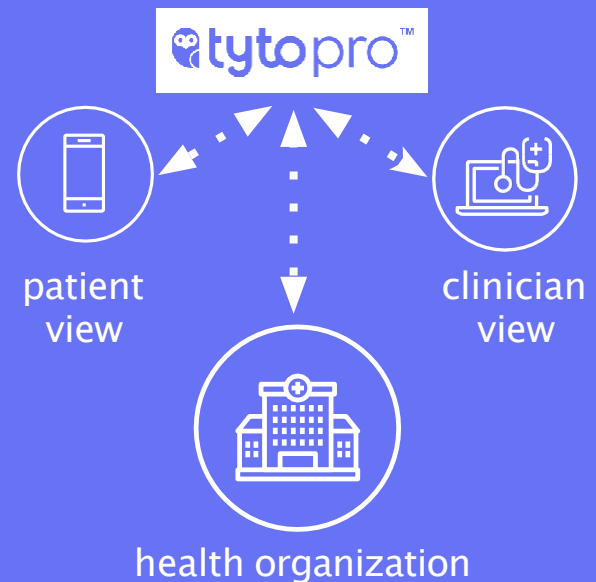 tytopro™
patient
view
clinician
view
health organization